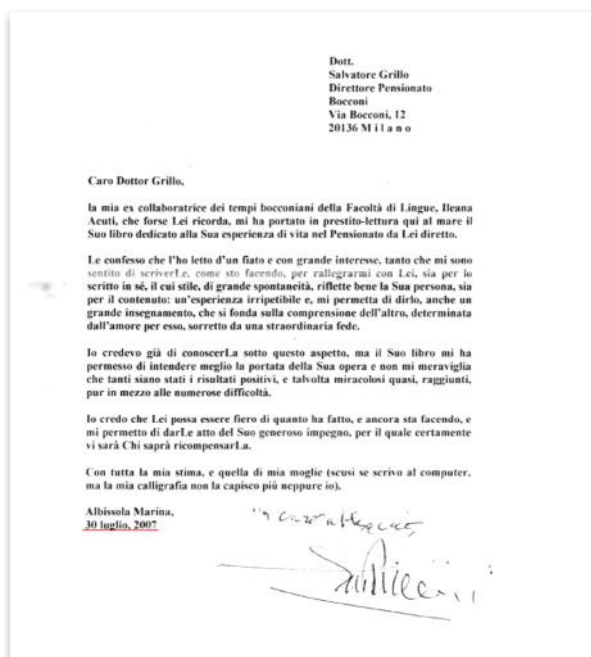 Dott.
Salvatore Grillo
Direttore Pensionato
Bocconi
Via Bocconi, 12
20136 M i l a n o
Caro Dottor Grillo,
la mia ex collaboratrice dei tempi bocconiani della Facoltà di Lingue, Ileana
Acuti, che forse Lei ricorda, mi ha portato in prestito-lettura qui al mare il
Suo libro dedicato alla Sua esperienza di vita nel Pensionato da Lei diretto.
Le confesso che l'ho letto d'un fiato e con grande interesse, tanto che mi sono
sentito di scriverLe, come sto facendo, per rallegrarmi con Lei, sia per lo
scritto in sé, il cui stile, di grande spontaneità, riflette bene la Sua persona, sia
per il contenuto: un'esperienza irripetibile e, mi permetta di dirlo, anche un
grande insegnamento, che si fonda sulla comprensione dell'altro, determinata
dall'amore per esso, sorretto da una straordinaria fede.
Io credevo già di conoscerLa sotto questo aspetto, ma il Suo libro mi ha
permesso di intendere meglio la portata della Sua opera e non mi meraviglia
che tanti siano stati i risultati positivi, e talvolta miracolosi quasi, raggiunti,
pur in mezzo alle numerose difficoltà.
Io credo che Lei possa essere fiero di quanto ha fatto, e ancora sta facendo, e
mi permetto di darLe atto del Suo generoso impegno, per il quale certamente
vi sarà Chi saprà ricompensarLa.
Con tutta la mia stima, e quella di mia moglie (scusi se scrivo al computer,
ma la mia calligrafia non la capisco più neppure io).
Albissola Marina,
30 luglio, 2007